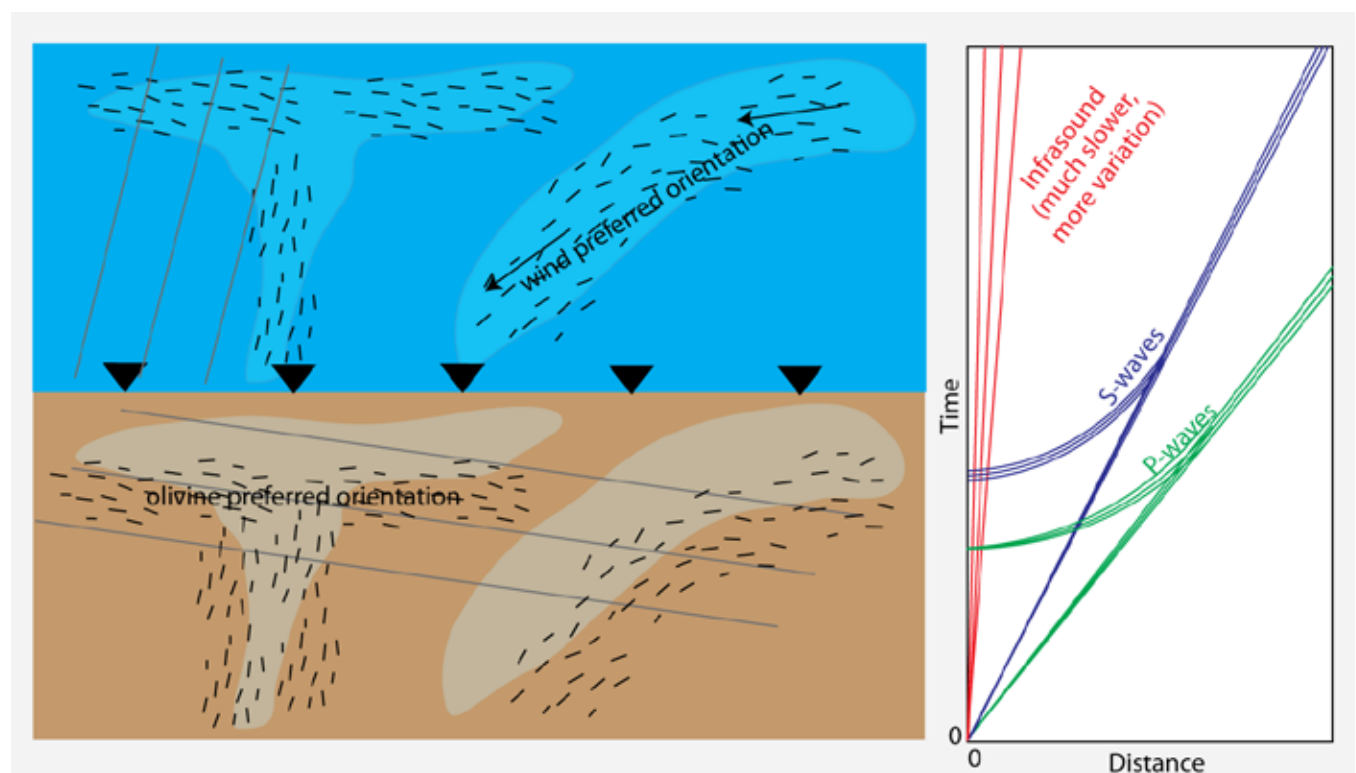 wind preferred orientation
olivine preferred orientation
Infrasound
(much slower,
more variation)
S-waves
P-waves
Time
0
0
Distance